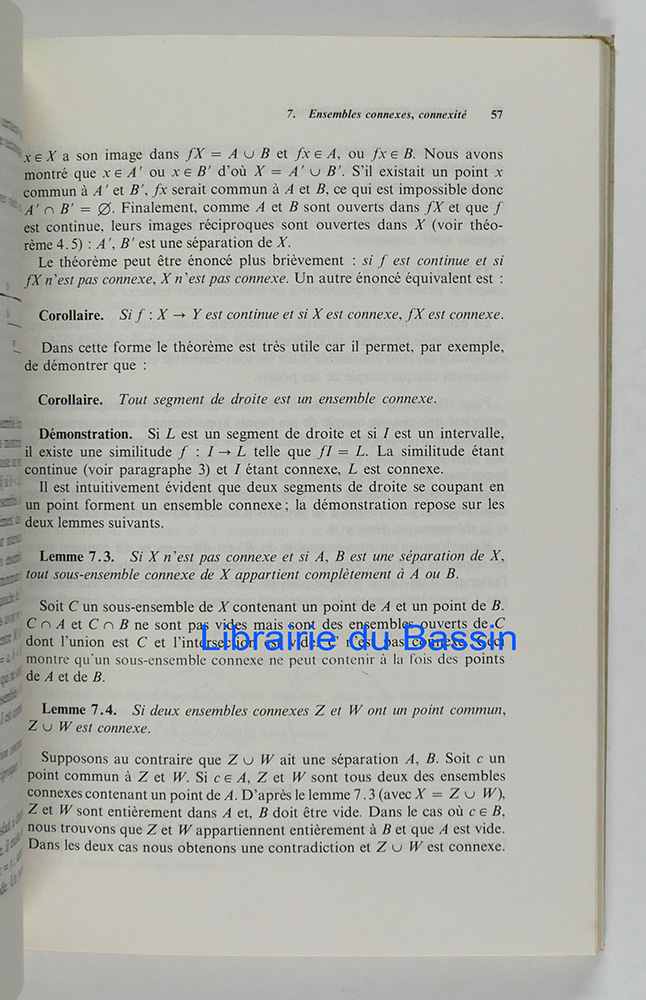 7. Ensembles connexes, connexité 57
x ∈ X a son image dans fX = A ∪ B et fx ∈ A, ou fx ∈ B. Nous avons
montré que x ∈ A′ ou x ∈ B′ d'où X = A′ ∪ B′. S'il existait un point x
commun à A′ et B′, fx serait commun à A et B, ce qui est impossible donc
A′ ∩ B′ = ∅. Finalement, comme A et B sont ouverts dans fX et que f
est continue, leurs images réciproques sont ouvertes dans X (voir théo-
rème 4.5) : A′, B′ est une séparation de X.
Le théorème peut être énoncé plus brièvement : si f est continue et si
fX n'est pas connexe, X n'est pas connexe. Un autre énoncé équivalent est :
Corollaire. Si f : X → Y est continue et si X est connexe, fX est connexe.
Dans cette forme le théorème est très utile car il permet, par exemple,
de démontrer que :
Corollaire. Tout segment de droite est un ensemble connexe.
Démonstration. Si L est un segment de droite et si I est un intervalle,
il existe une similitude f : I → L telle que fI = L. La similitude étant
continue (voir paragraphe 3) et I étant connexe, L est connexe.
Il est intuitivement évident que deux segments de droite se coupant en
un point forment un ensemble connexe ; la démonstration repose sur les
deux lemmes suivants.
Lemme 7.3. Si X n'est pas connexe et si A, B est une séparation de X,
tout sous-ensemble connexe de X appartient complètement à A ou B.
Soit C un sous-ensemble de X contenant un point de A et un point de B.
C ∩ A et C ∩ B ne sont pas vides mais sont des ensembles ouverts de C
dont l'union est C et l'intersection est vide. C n'est pas connexe. Ceci
Librairie du Bassin
montre qu'un sous-ensemble connexe ne peut contenir à la fois des points
de A et de B.
Lemme 7.4. Si deux ensembles connexes Z et W ont un point commun,
Z ∪ W est connexe.
Supposons au contraire que Z ∪ W ait une séparation A, B. Soit c un
point commun à Z et W. Si c ∈ A, Z et W sont tous deux des ensembles
connexes contenant un point de A. D'après le lemme 7.3 (avec X = Z ∪ W),
Z et W sont entièrement dans A et, B doit être vide. Dans le cas où c ∈ B,
nous trouvons que Z et W appartiennent entièrement à B et que A est vide.
Dans les deux cas nous obtenons une contradiction et Z ∪ W est connexe.